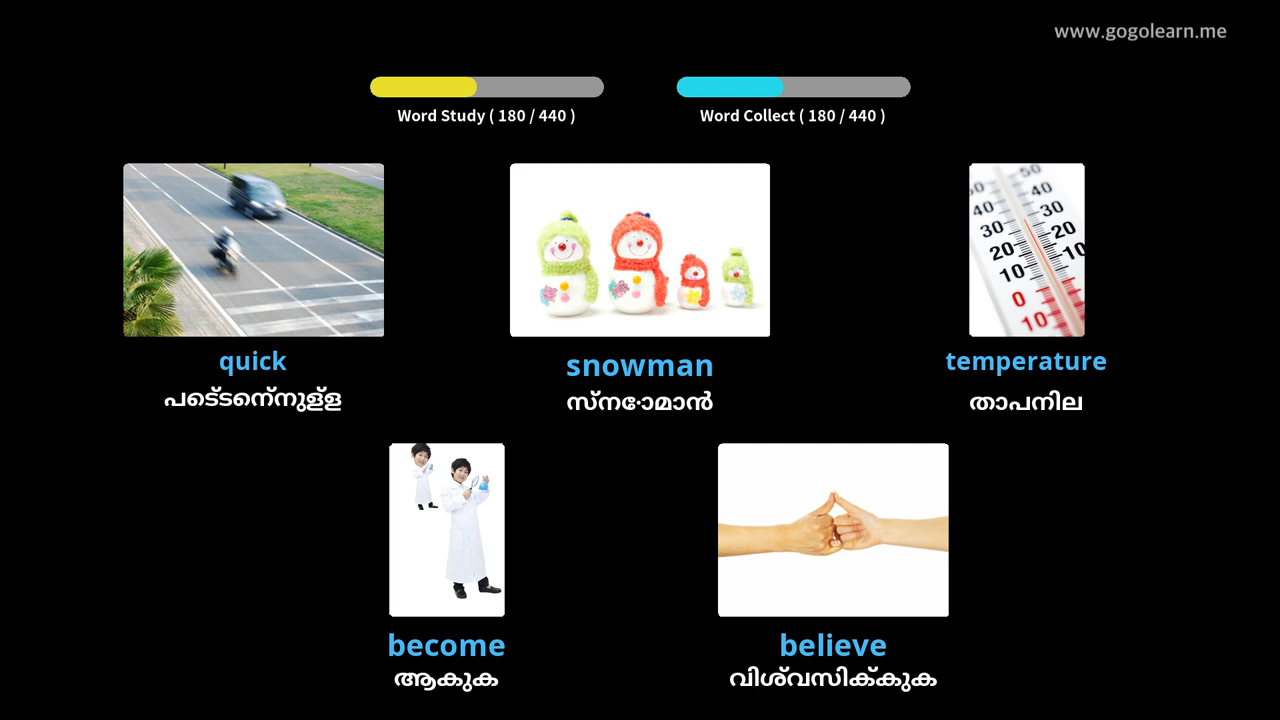 www.gogolearn.me
Word Study ( 180 / 440 )
Word Collect ( 180 / 440 )
quick
പട്ടെന്നുള്ള
snowman
സ്നോമാൻ
temperature
താപനില
become
ആകുക
believe
വിശ്വസിക്കുക